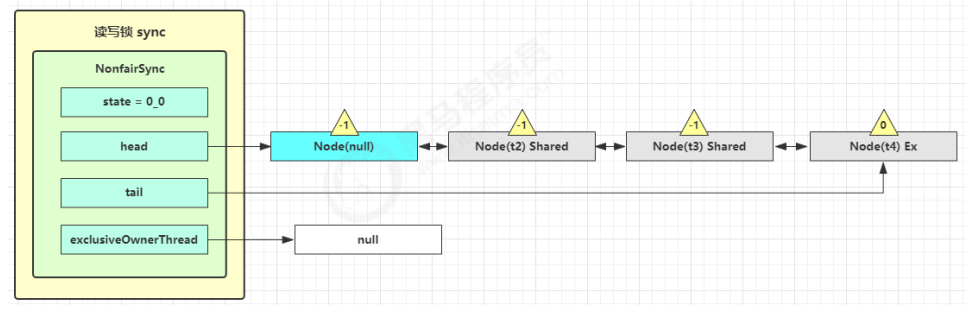 读写锁 sync
NonfairSync
state = 0_0
head
tail
exclusiveOwnerThread
-1
-1
-1
0
Node(null)
Node(t2) Shared
Node(t3) Shared
Node(t4) Ex
null